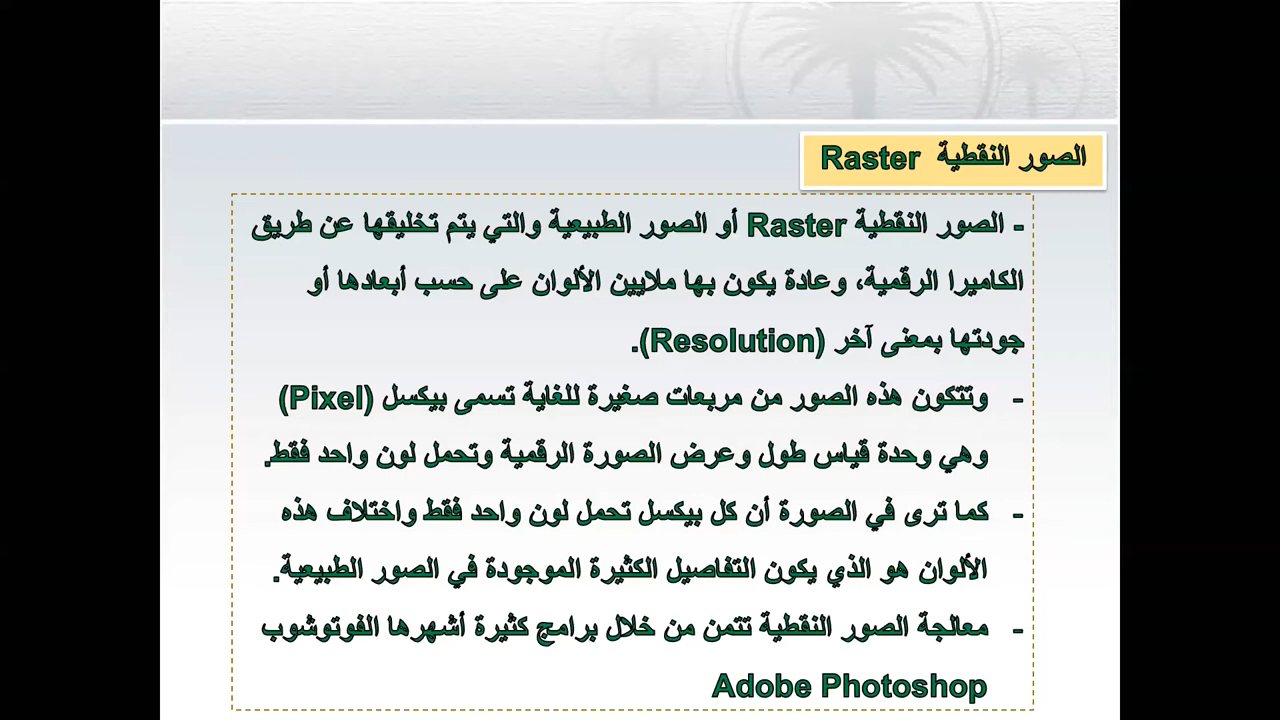 الصور النقطية Raster
- الصور النقطية Raster أو الصور الطبيعية والتي يتم تخليقها عن طريق
الكاميرا الرقمية، وعادة يكون بها ملايين الألوان على حسب أبعادها أو
جودتها بمعنى آخر (Resolution).
- وتتكون هذه الصور من مربعات صغيرة للغاية تسمى بيكسل (Pixel)
وهي وحدة قياس طول وعرض الصورة الرقمية وتحمل لون واحد فقط.
- كما ترى في الصورة أن كل بيكسل تحمل لون واحد فقط واختلاف هذه
الألوان هو الذي يكون التفاصيل الكثيرة الموجودة في الصور الطبيعية.
- معالجة الصور النقطية تتمن من خلال برامج كثيرة أشهرها الفوتوشوب
Adobe Photoshop